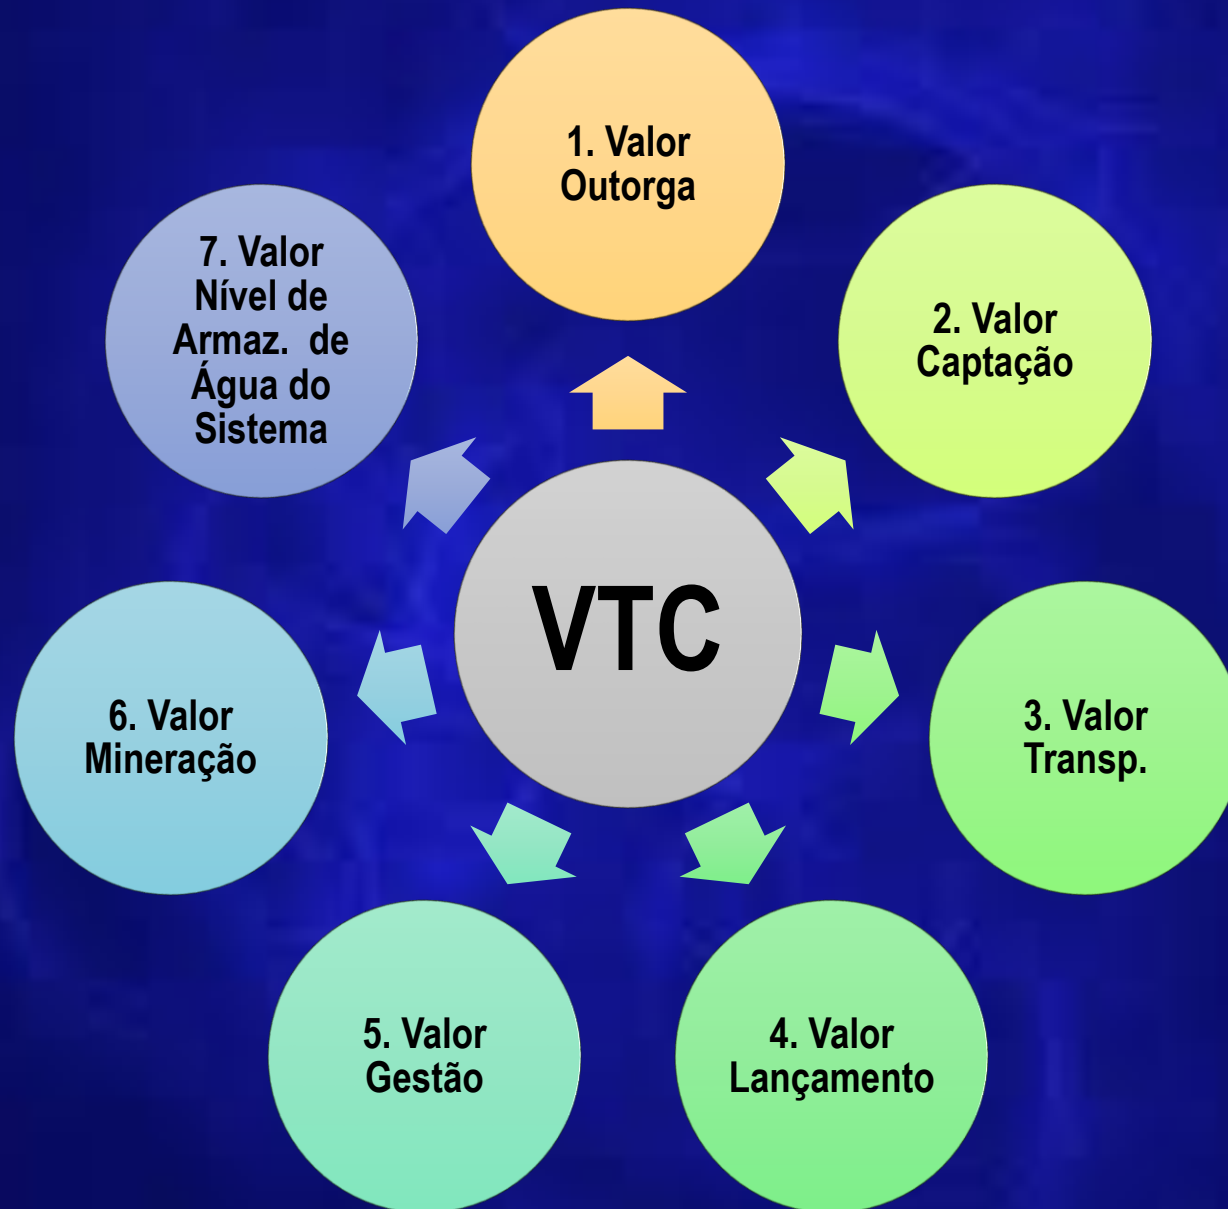 1. Valor
Outorga
2. Valor
Captação
3. Valor
Transp.
4. Valor
Lançamento
5. Valor
Gestão
6. Valor
Mineração
7. Valor
Nível de
Armaz. de
Água do
Sistema
VTC